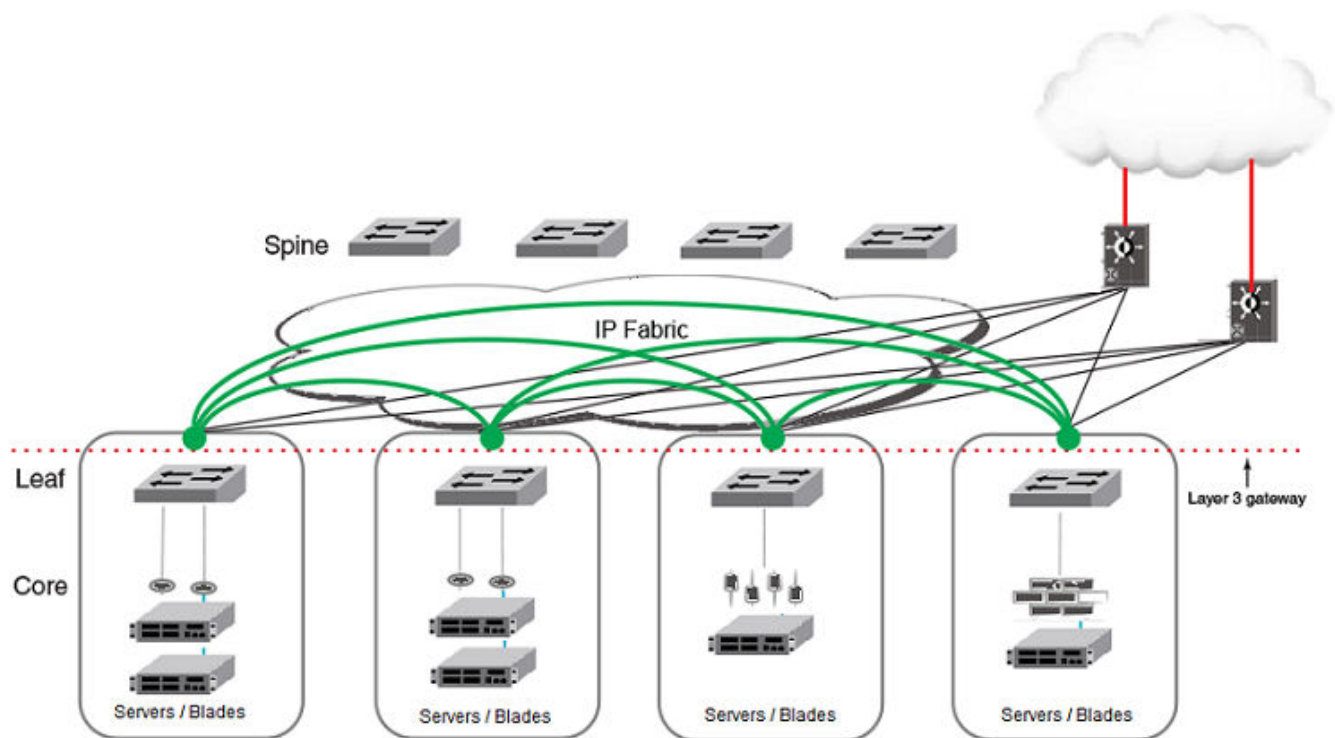 Spine
IP Fabric
Leaf
Layer 3 gateway
Core
Servers / Blades
Servers / Blades
Servers / Blades
Servers / Blades